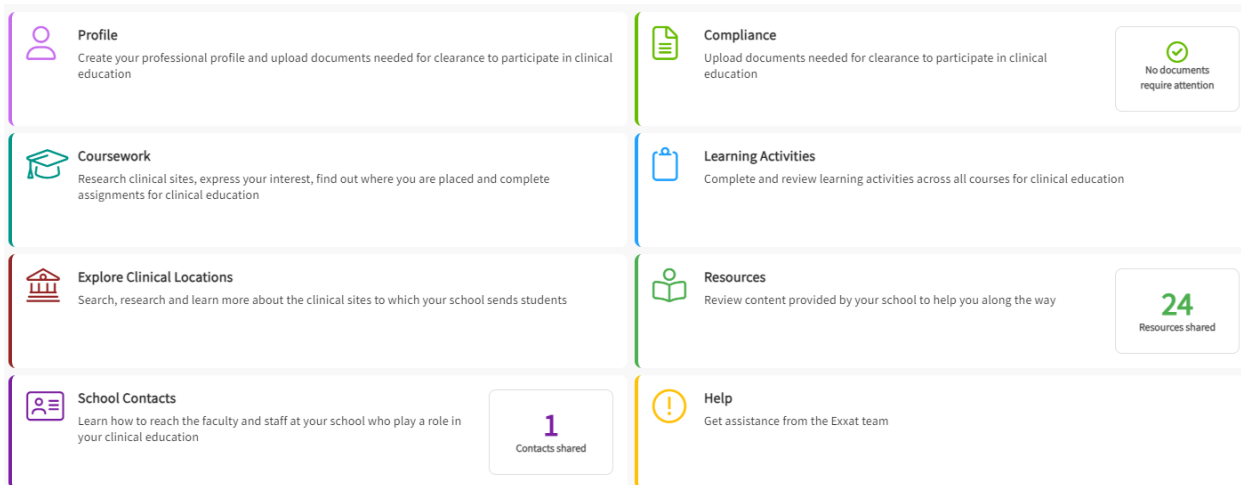 Profile
Create your professional profile and upload documents needed for clearance to participate in clinical
education
Compliance
Upload documents needed for clearance to participate in clinical
education
No documents
require attention
Coursework
Research clinical sites, express your interest, find out where you are placed and complete
assignments for clinical education
Learning Activities
Complete and review learning activities across all courses for clinical education
Explore Clinical Locations
Search, research and learn more about the clinical sites to which your school sends students
Resources
Review content provided by your school to help you along the way
24
Resources shared
School Contacts
Learn how to reach the faculty and staff at your school who play a role in
your clinical education
1
Contacts shared
Help
Get assistance from the Exxat team